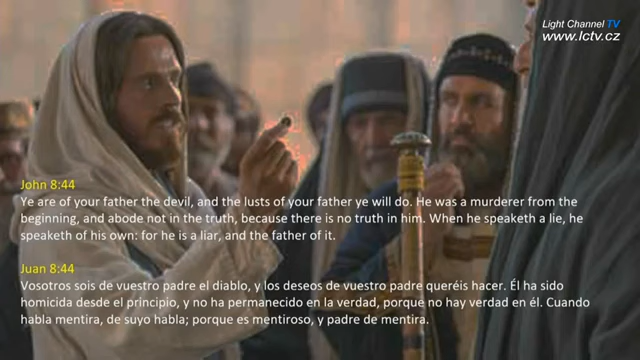 Light Channel TV
www.lctv.cz
John 8:44
Ye are of your father the devil, and the lusts of your father ye will do. He was a murderer from the
beginning, and abode not in the truth, because there is no truth in him. When he speaketh a lie, he
speaketh of his own: for he is a liar, and the father of it.
Juan 8:44
Vosotros sois de vuestro padre el diablo, y los deseos de vuestro padre queréis hacer. Él ha sido
homicida desde el principio, y no ha permanecido en la verdad, porque no hay verdad en él. Cuando
habla mentira, de suyo habla; porque es mentiroso, y padre de mentira.